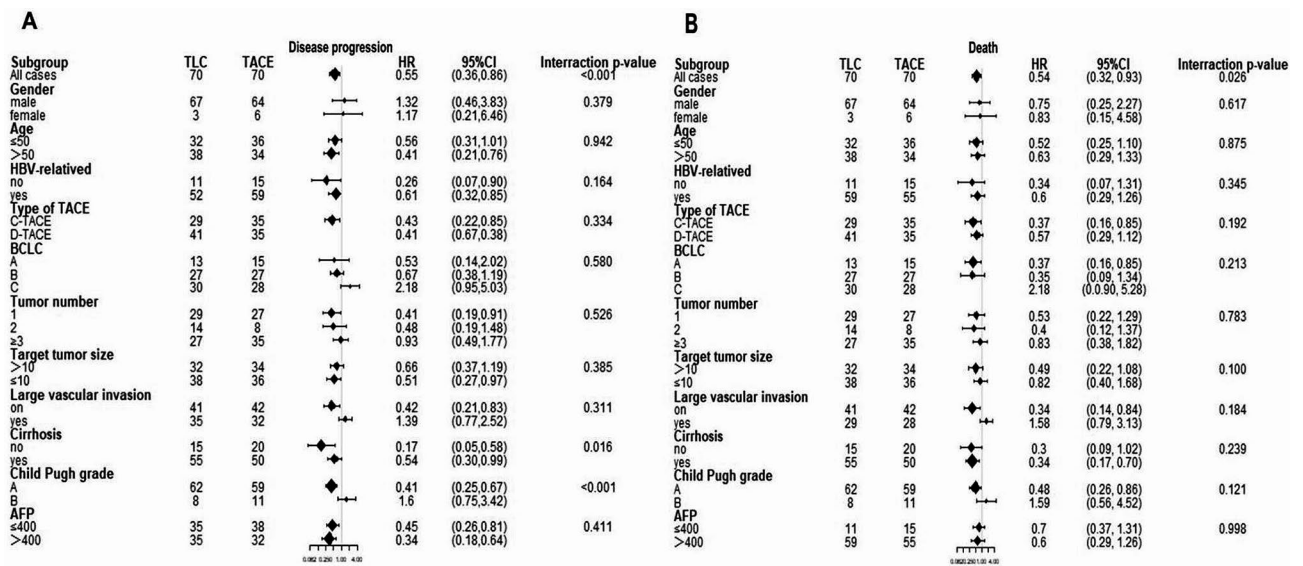 A
Disease progression
Subgroup TLC TACE HR 95%CI Interraction p-value
All cases 70 70 0.55 (0.36,0.86) <0.001
Gender
male 67 64 1.32 (0.46,3.83) 0.379
female 3 6 1.17 (0.21,6.46)
Age
≤50 32 36 0.56 (0.31,1.01) 0.942
>50 38 34 0.41 (0.21,0.76)
HBV-relatived
no 11 15 0.26 (0.07,0.90) 0.164
yes 52 59 0.61 (0.32,0.85)
Type of TACE
C-TACE 29 35 0.43 (0.22,0.85) 0.334
D-TACE 41 35 0.41 (0.67,0.38)
BCLC
A 13 15 0.53 (0.14,2.02) 0.580
B 27 27 0.67 (0.38,1.19)
C 30 28 2.18 (0.95,5.03)
Tumor number
1 29 27 0.41 (0.19,0.91) 0.526
2 14 8 0.48 (0.19,1.48)
≥3 27 35 0.93 (0.49,1.77)
Target tumor size
>10 32 34 0.66 (0.37,1.19) 0.385
≤10 38 36 0.51 (0.27,0.97)
Large vascular invasion
on 41 42 0.42 (0.21,0.83) 0.311
yes 35 32 1.39 (0.77,2.52)
Cirrhosis
no 15 20 0.17 (0.05,0.58) 0.016
yes 55 50 0.54 (0.30,0.99)
Child Pugh grade
A 62 59 0.41 (0.25,0.67) <0.001
B 8 11 1.6 (0.75,3.42)
AFP
≤400 35 38 0.45 (0.26,0.81) 0.411
>400 35 32 0.34 (0.18,0.64)
0.062 0.250 1.00 4.00
B
Death
Subgroup TLC TACE HR 95%CI Interraction p-value
All cases 70 70 0.54 (0.32, 0.93) 0.026
Gender
male 67 64 0.75 (0.25, 2.27) 0.617
female 3 6 0.83 (0.15, 4.58)
Age
≤50 32 36 0.52 (0.25, 1.10) 0.875
>50 38 34 0.63 (0.29, 1.33)
HBV-relatived
no 11 15 0.34 (0.07, 1.31) 0.345
yes 59 55 0.6 (0.29, 1.26)
Type of TACE
C-TACE 29 35 0.37 (0.16, 0.85) 0.192
D-TACE 41 35 0.57 (0.29, 1.12)
BCLC
A 13 15 0.37 (0.16, 0.85) 0.213
B 27 27 0.35 (0.09, 1.34)
C 30 28 2.18 (0.0.90, 5.28)
Tumor number
1 29 27 0.53 (0.22, 1.29) 0.783
2 14 8 0.4 (0.12, 1.37)
≥3 27 35 0.83 (0.38, 1.82)
Target tumor size
>10 32 34 0.49 (0.22, 1.08) 0.100
≤10 38 36 0.82 (0.40, 1.68)
Large vascular invasion
on 41 42 0.34 (0.14, 0.84) 0.184
yes 29 28 1.58 (0.79, 3.13)
Cirrhosis
no 15 20 0.3 (0.09, 1.02) 0.239
yes 55 50 0.34 (0.17, 0.70)
Child Pugh grade
A 62 59 0.48 (0.26, 0.86) 0.121
B 8 11 1.59 (0.56, 4.52)
AFP
≤400 11 15 0.7 (0.37, 1.31) 0.998
>400 59 55 0.6 (0.29, 1.26)
0.062 0.250 1.00 4.00